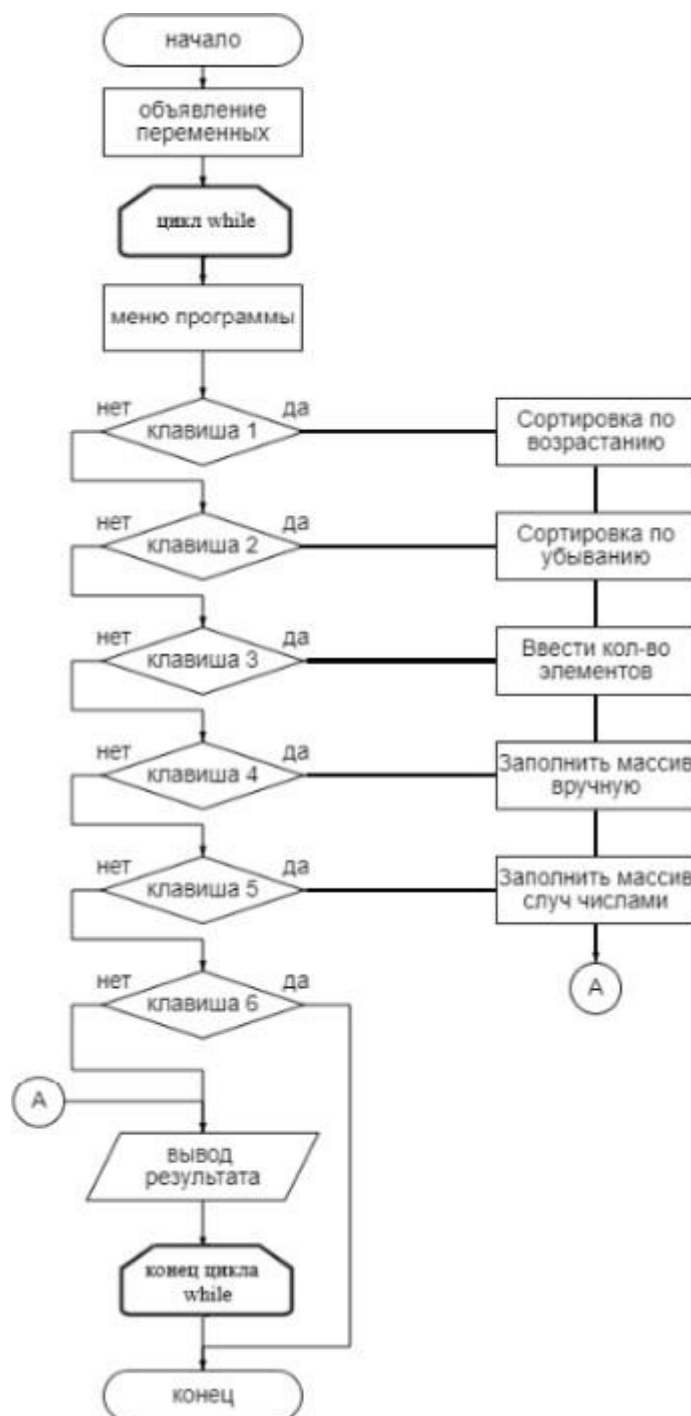 начало
объявление
переменных
цикл while
меню программы
нет
да
клавиша 1
Сортировка по
возрастанию
нет
да
клавиша 2
Сортировка по
убыванию
нет
да
клавиша 3
Ввести кол-во
элементов
нет
да
клавиша 4
Заполнить массив
вручную
нет
да
клавиша 5
Заполнить массив
случ числами
нет
да
клавиша 6
А
А
вывод
результата
конец цикла
while
конец